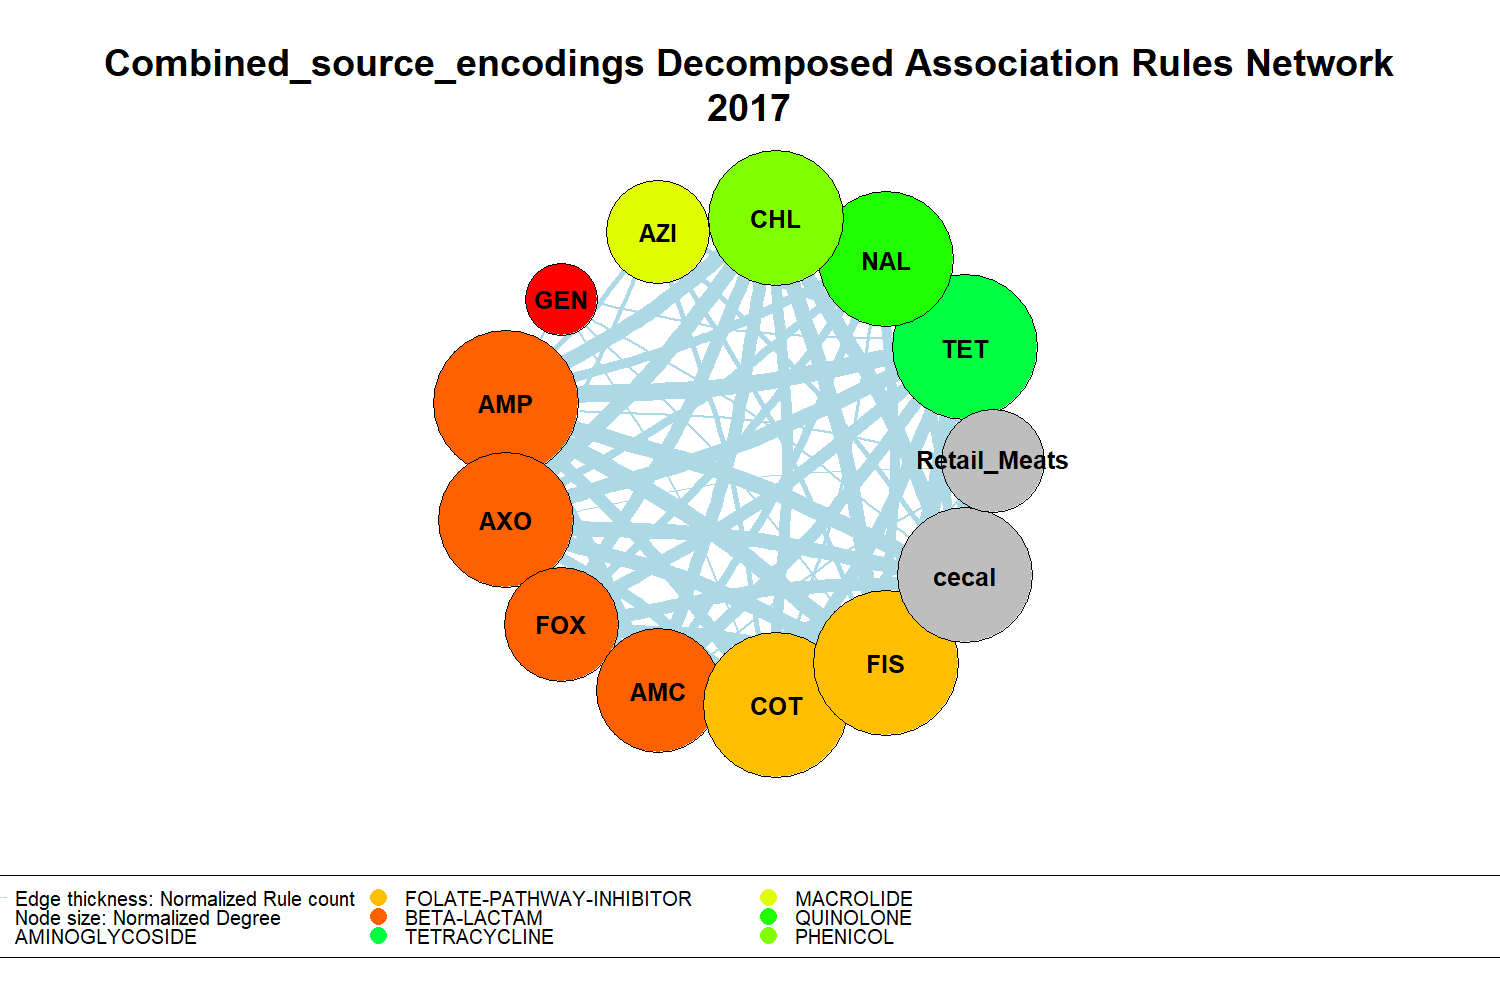 Combined_source_encodings Decomposed Association Rules Network
2017
CHL
AZI
NAL
GEN
TET
AMP
Retail_Meats
AXO
cecal
FOX
FIS
AMC
COT
Edge thickness: Normalized Rule count
Node size: Normalized Degree
AMINOGLYCOSIDE
FOLATE-PATHWAY-INHIBITOR
BETA-LACTAM
TETRACYCLINE
MACROLIDE
QUINOLONE
PHENICOL